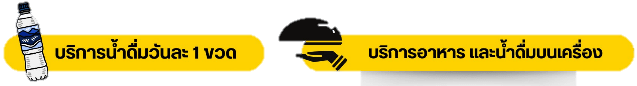 บริการน้ำดื่มวันละ 1 ขวด
บริการอาหาร และน้ำดื่มบนเครื่อง